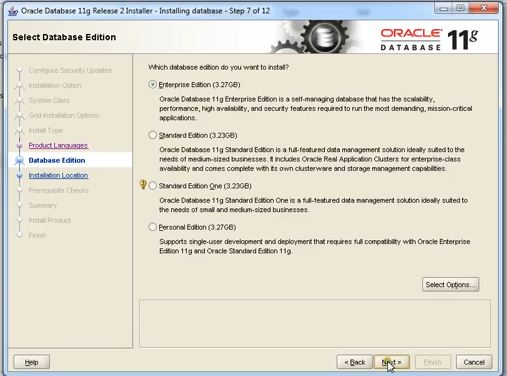 Oracle Database 11g Release 2 Installer - Installing database - Step 7 of 12
Select Database Edition
ORACLE
DATABASE 11g
Configure Security Updates
Installation Option
System Class
Grid Installation Options
Install Type
Product Languages
Database Edition
Installation Location
Prerequisite Checks
Summary
Install Product
Finish
Which database edition do you want to install?
Enterprise Edition (3.27GB)
Oracle Database 11g Enterprise Edition is a self-managing database that has the scalability,
performance, high availability, and security features required to run the most demanding, mission-critical
applications.
Standard Edition (3.23GB)
Oracle Database 11g Standard Edition is a full-featured data management solution ideally suited to the
needs of medium-sized businesses. It includes Oracle Real Application Clusters for enterprise-class
availability and comes complete with its own clusterware and storage management capabilities.
Standard Edition One (3.23GB)
Oracle Database 11g Standard Edition One is a full-featured data management solution ideally suited to
the needs of small and medium-sized businesses.
Personal Edition (3.27GB)
Supports single-user development and deployment that requires full compatibility with Oracle Enterprise
Edition 11g and Oracle Standard Edition 11g.
Select Options...
Help
< Back
Next >
Finish
Cancel